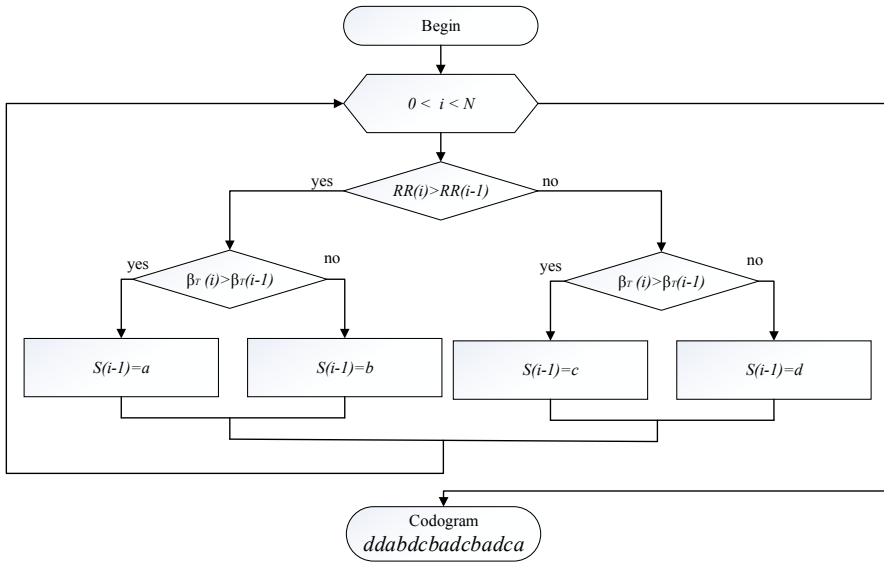 Begin
0 < i < N
yes
RR(i)>RR(i-1)
no
yes
βT (i)>βT(i-1)
no
yes
βT (i)>βT(i-1)
no
S(i-1)=a
S(i-1)=b
S(i-1)=c
S(i-1)=d
Codogram
ddabdcbadcbadca